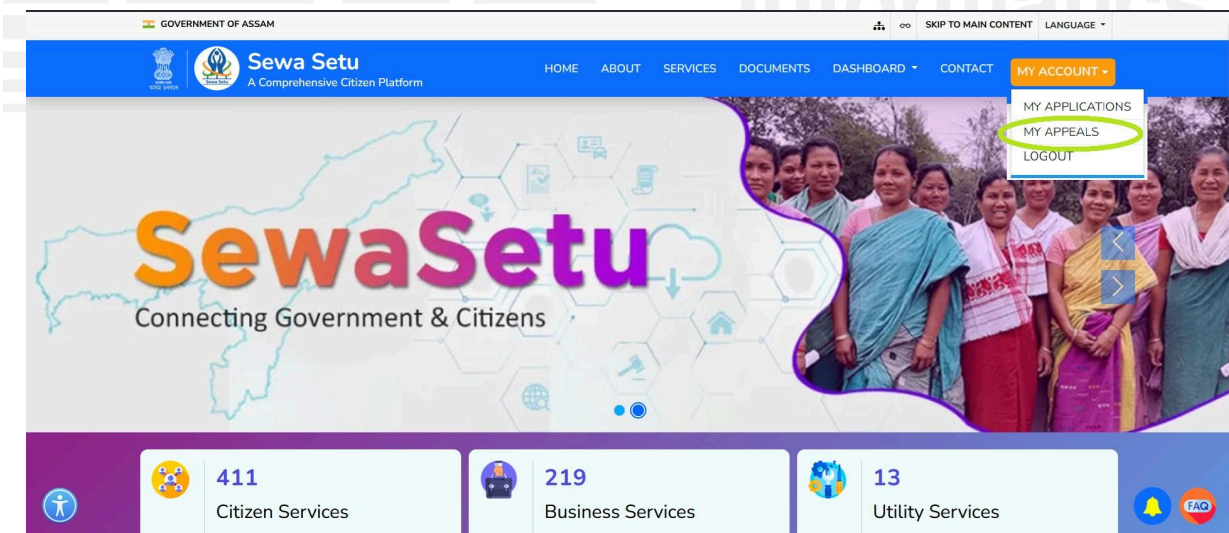 GOVERNMENT OF ASSAM
SKIP TO MAIN CONTENT LANGUAGE
Sewa Setu
A Comprehensive Citizen Platform
HOME ABOUT SERVICES DOCUMENTS DASHBOARD CONTACT MY ACCOUNT
MY APPLICATIONS
MY APPEALS
LOGOUT
SewaSetu
Connecting Government & Citizens
411
Citizen Services
219
Business Services
13
Utility Services
FAQ